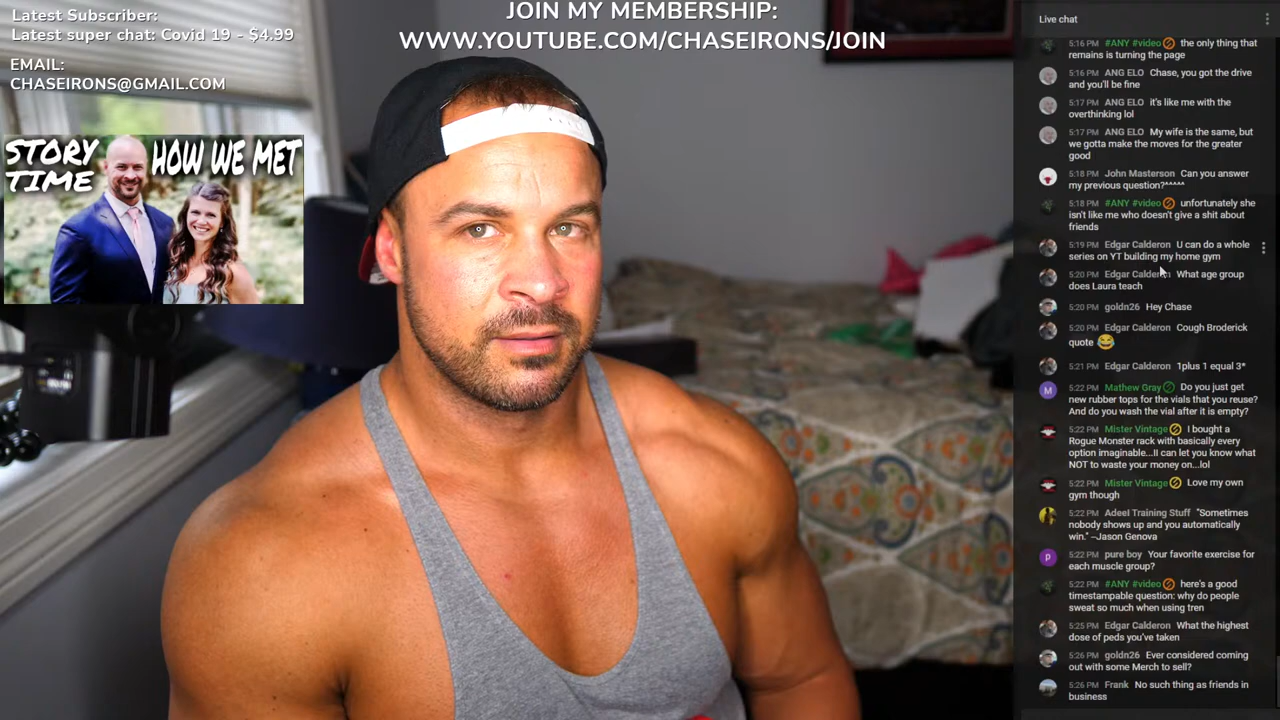 Latest Subscriber:
Latest super chat: Covid 19 - $4.99
EMAIL:
CHASEIRONS@GMAIL.COM
STORY
TIME
HOW WE MET
JOIN MY MEMBERSHIP:
WWW.YOUTUBE.COM/CHASEIRONS/JOIN
Live chat
5:16 PM #ANY #video the only thing that
remains is turning the page
5:16 PM ANG ELO Chase, you got the drive
and you'll be fine
5:17 PM ANG ELO it's like me with the
overthinking lol
5:17 PM ANG ELO My wife is the same, but
we gotta make the moves for the greater
good
5:18 PM John Masterson Can you answer
my previous question?^^^^^
5:18 PM #ANY #video unfortunately she
isn't like me who doesn't give a shit about
friends
5:19 PM Edgar Calderon U can do a whole
series on YT building my home gym
5:20 PM Edgar Calderon What age group
does Laura teach
5:20 PM goldn26 Hey Chase
5:20 PM Edgar Calderon Cough Broderick
quote 😂
5:21 PM Edgar Calderon 1plus 1 equal 3*
5:22 PM Mathew Gray Do you just get
new rubber tops for the vials that you reuse?
And do you wash the vial after it is empty?
5:22 PM Mister Vintage I bought a
Rogue Monster rack with basically every
option imaginable...II can let you know what
NOT to waste your money on...lol
5:22 PM Mister Vintage Love my own
gym though
5:22 PM Adeel Training Stuff "Sometimes
nobody shows up and you automatically
win." --Jason Genova
5:22 PM pure boy Your favorite exercise for
each muscle group?
5:22 PM #ANY #video here's a good
timestampable question: why do people
sweat so much when using tren
5:25 PM Edgar Calderon What the highest
dose of peds you've taken
5:26 PM goldn26 Ever considered coming
out with some Merch to sell?
5:26 PM Frank No such thing as friends in
business